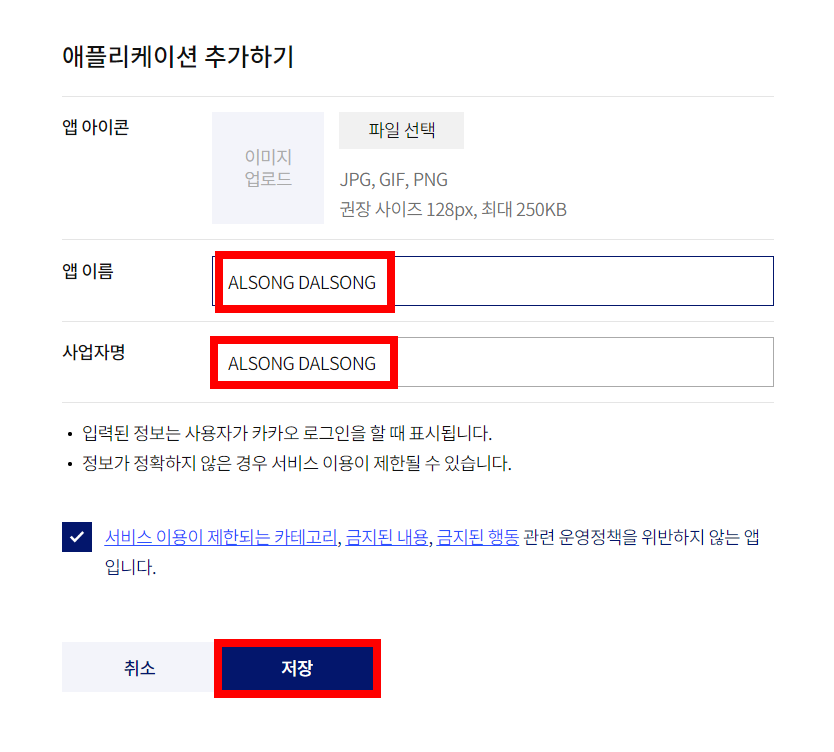 애플리케이션 추가하기
앱 아이콘
이미지
업로드
파일 선택
JPG, GIF, PNG
권장 사이즈 128px, 최대 250KB
앱 이름
ALSONG DALSONG
사업자명
ALSONG DALSONG
• 입력된 정보는 사용자가 카카오 로그인을 할 때 표시됩니다.
• 정보가 정확하지 않은 경우 서비스 이용이 제한될 수 있습니다.
서비스 이용이 제한되는 카테고리, 금지된 내용, 금지된 행동 관련 운영정책을 위반하지 않는 앱
입니다.
취소
저장